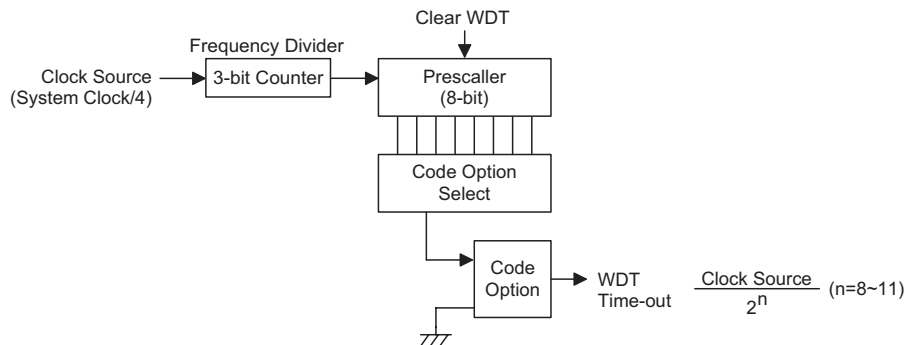 Clear WDT
Frequency Divider
Clock Source
(System Clock/4)
3-bit Counter
Prescaller
(8-bit)
Code Option
Select
Code
Option
WDT
Time-out
Clock Source
2^n
(n=8~11)